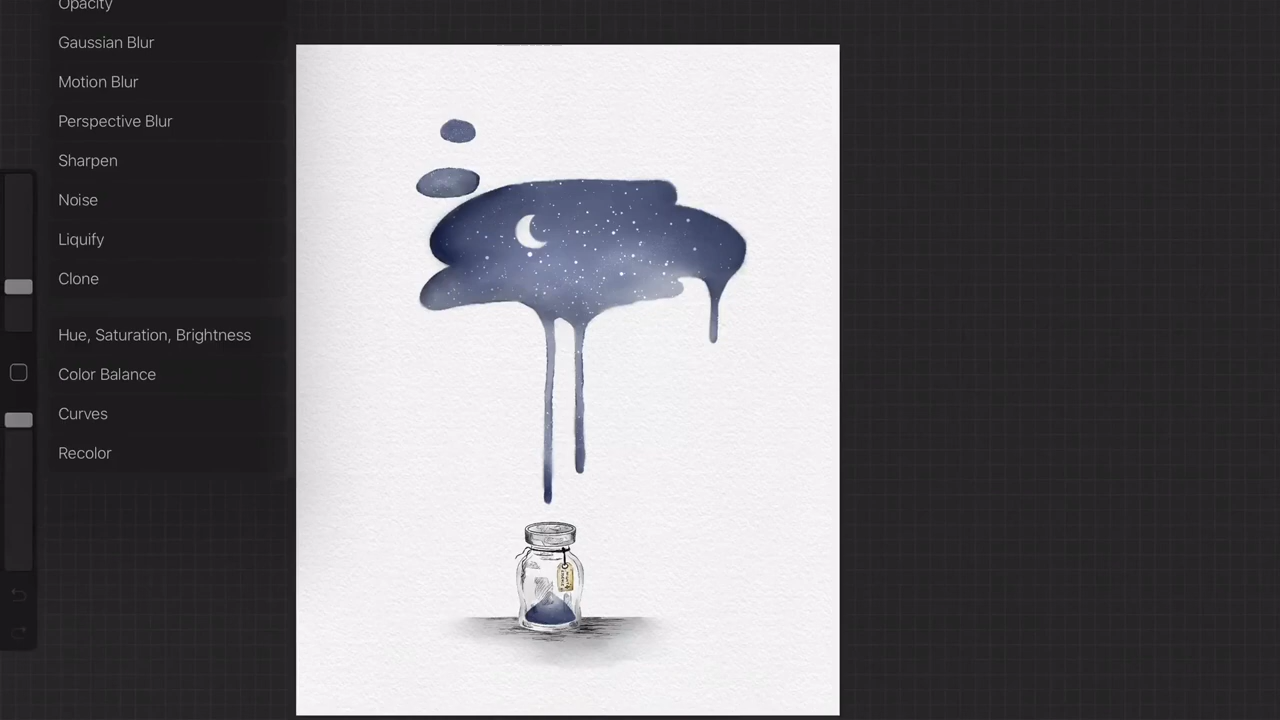 Opacity
Gaussian Blur
Motion Blur
Perspective Blur
Sharpen
Noise
Liquify
Clone
Hue, Saturation, Brightness
Color Balance
Curves
Recolor